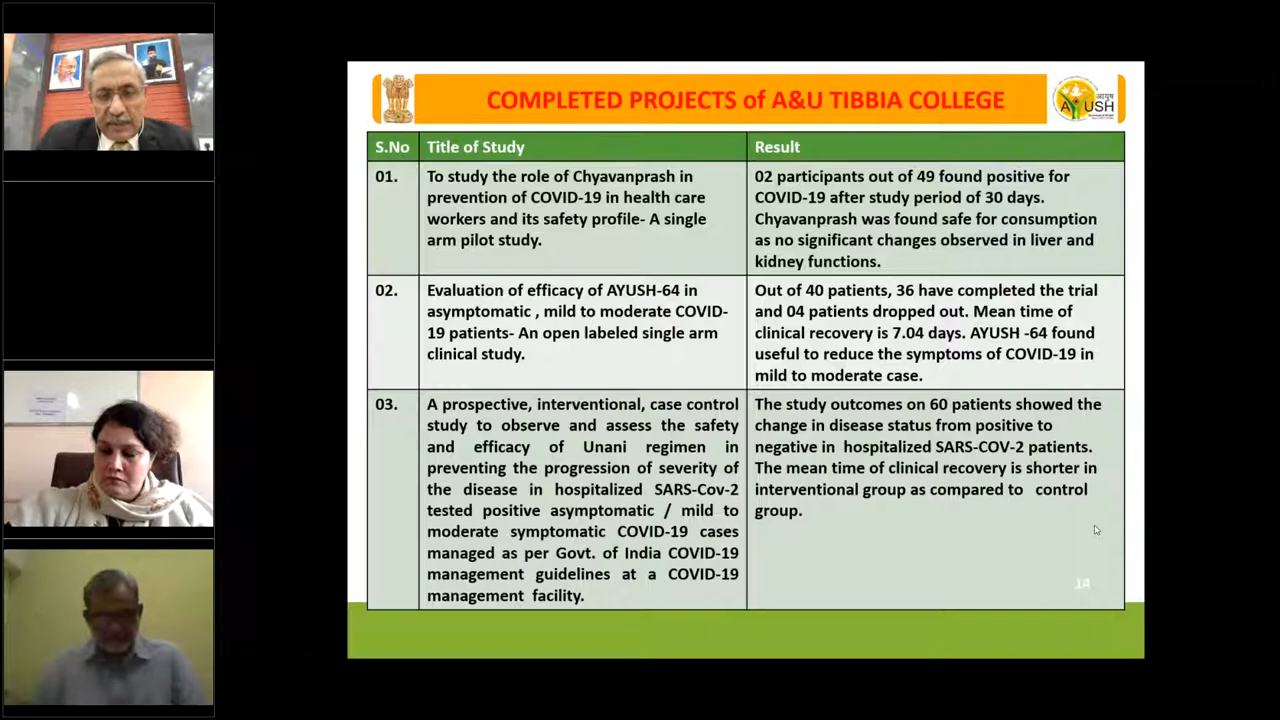 COMPLETED PROJECTS of A&U TIBBIA COLLEGE
आयुष
AYUSH
S.No
Title of Study
Result
01.
To study the role of Chyavanprash in
prevention of COVID-19 in health care
workers and its safety profile- A single
arm pilot study.
02 participants out of 49 found positive for
COVID-19 after study period of 30 days.
Chyavanprash was found safe for consumption
as no significant changes observed in liver and
kidney functions.
02.
Evaluation of efficacy of AYUSH-64 in
asymptomatic , mild to moderate COVID-
19 patients- An open labeled single arm
clinical study.
Out of 40 patients, 36 have completed the trial
and 04 patients dropped out. Mean time of
clinical recovery is 7.04 days. AYUSH -64 found
useful to reduce the symptoms of COVID-19 in
mild to moderate case.
03.
A prospective, interventional, case control
study to observe and assess the safety
and efficacy of Unani regimen in
preventing the progression of severity of
the disease in hospitalized SARS-Cov-2
tested positive asymptomatic / mild to
moderate symptomatic COVID-19 cases
managed as per Govt. of India COVID-19
management guidelines at a COVID-19
management facility.
The study outcomes on 60 patients showed the
change in disease status from positive to
negative in hospitalized SARS-COV-2 patients.
The mean time of clinical recovery is shorter in
interventional group as compared to control
group.
14